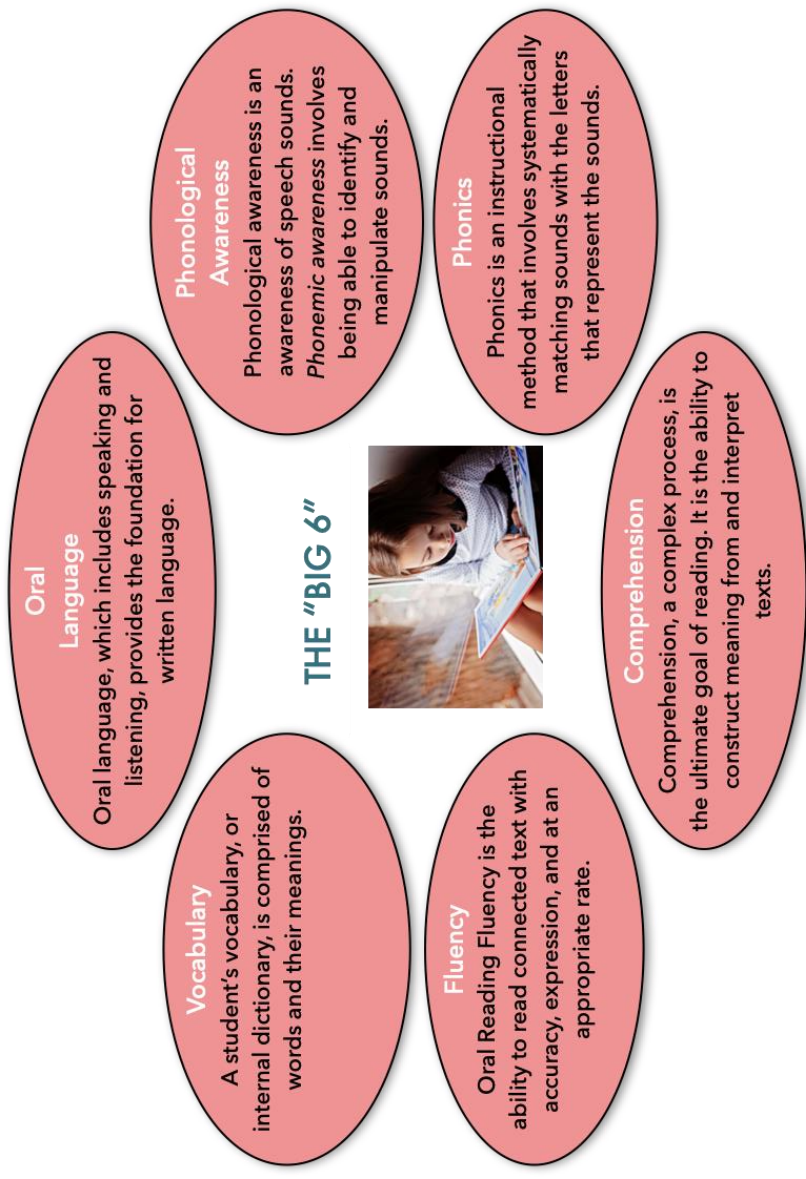 Oral
Language
Oral language, which includes speaking and
listening, provides the foundation for
written language.
Phonological
Awareness
Phonological awareness is an
awareness of speech sounds.
Phonemic awareness involves
being able to identify and
manipulate sounds.
Phonics
Phonics is an instructional
method that involves systematically
matching sounds with the letters
that represent the sounds.
Comprehension
Comprehension, a complex process, is
the ultimate goal of reading. It is the ability to
construct meaning from and interpret
texts.
Fluency
Oral Reading Fluency is the
ability to read connected text with
accuracy, expression, and at an
appropriate rate.
Vocabulary
A student's vocabulary, or
internal dictionary, is comprised of
words and their meanings.
THE "BIG 6"